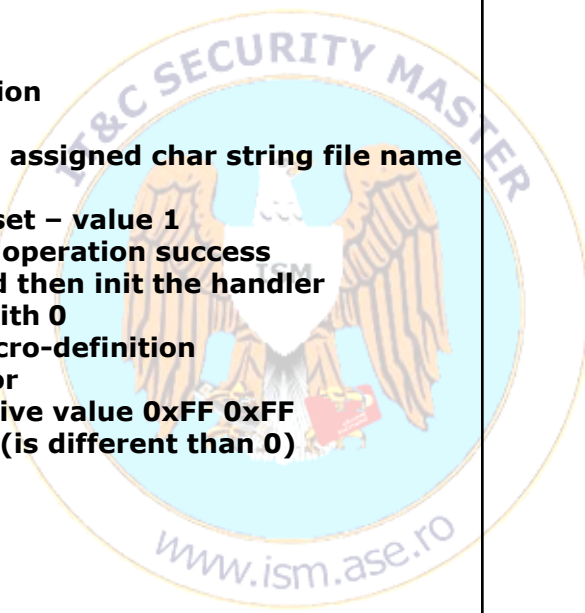 ion
assigned char string file name
set – value 1
operation success
d then init the handler
ith 0
cro-definition
or
ive value 0xFF 0xFF
(is different than 0)
IT&C SECURITY MASTER
ISM
www.ism.ase.ro